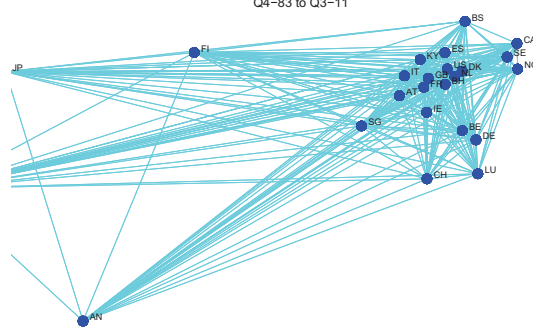 Q4−83 to Q3−11
BS
CA
FI
ES
SE
KY
JP
US
DK
NO
IT
GB
NL
FR
BH
AT
IE
SG
BE
DE
LU
CH
AN